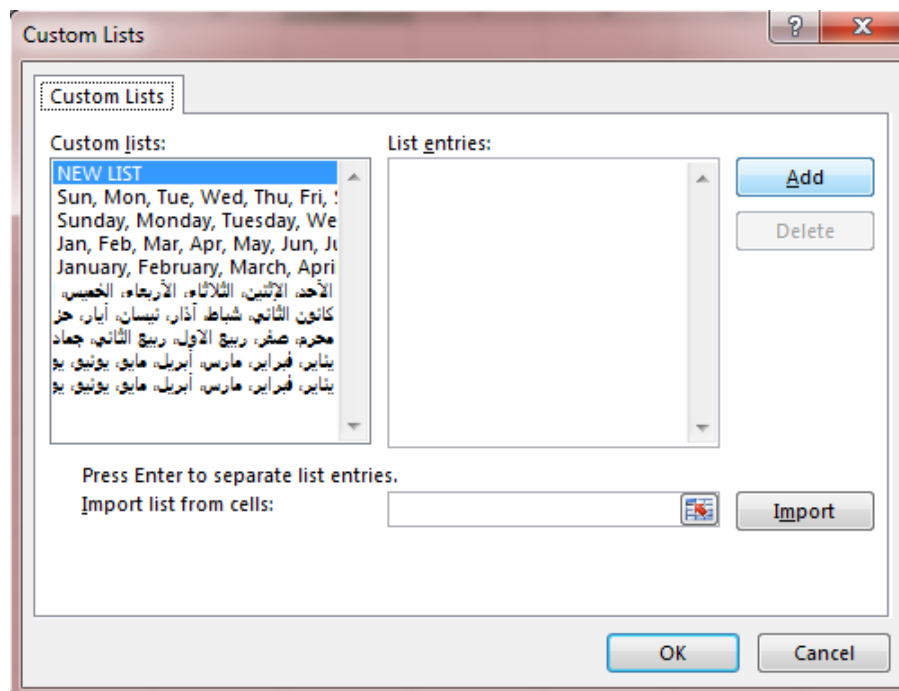 Custom Lists
Custom Lists
Custom lists:
NEW LIST
Sun, Mon, Tue, Wed, Thu, Fri, S
Sunday, Monday, Tuesday, We
Jan, Feb, Mar, Apr, May, Jun, Ju
January, February, March, April
الأحد، الإثنين، الثلاثاء، الأربعاء، الخميس،
كانون الثاني، شباط، آذار، نيسان، أيار، حز
محرم، صفر، ربيع الاول، ربيع الثاني، جماد
يناير، فبراير، مارس، أبريل، مايو، يونيو، يو
يناير، فبراير، مارس، أبريل، مايو، يونيو، يو
List entries:
Add
Delete
Press Enter to separate list entries.
Import list from cells:
Import
OK
Cancel